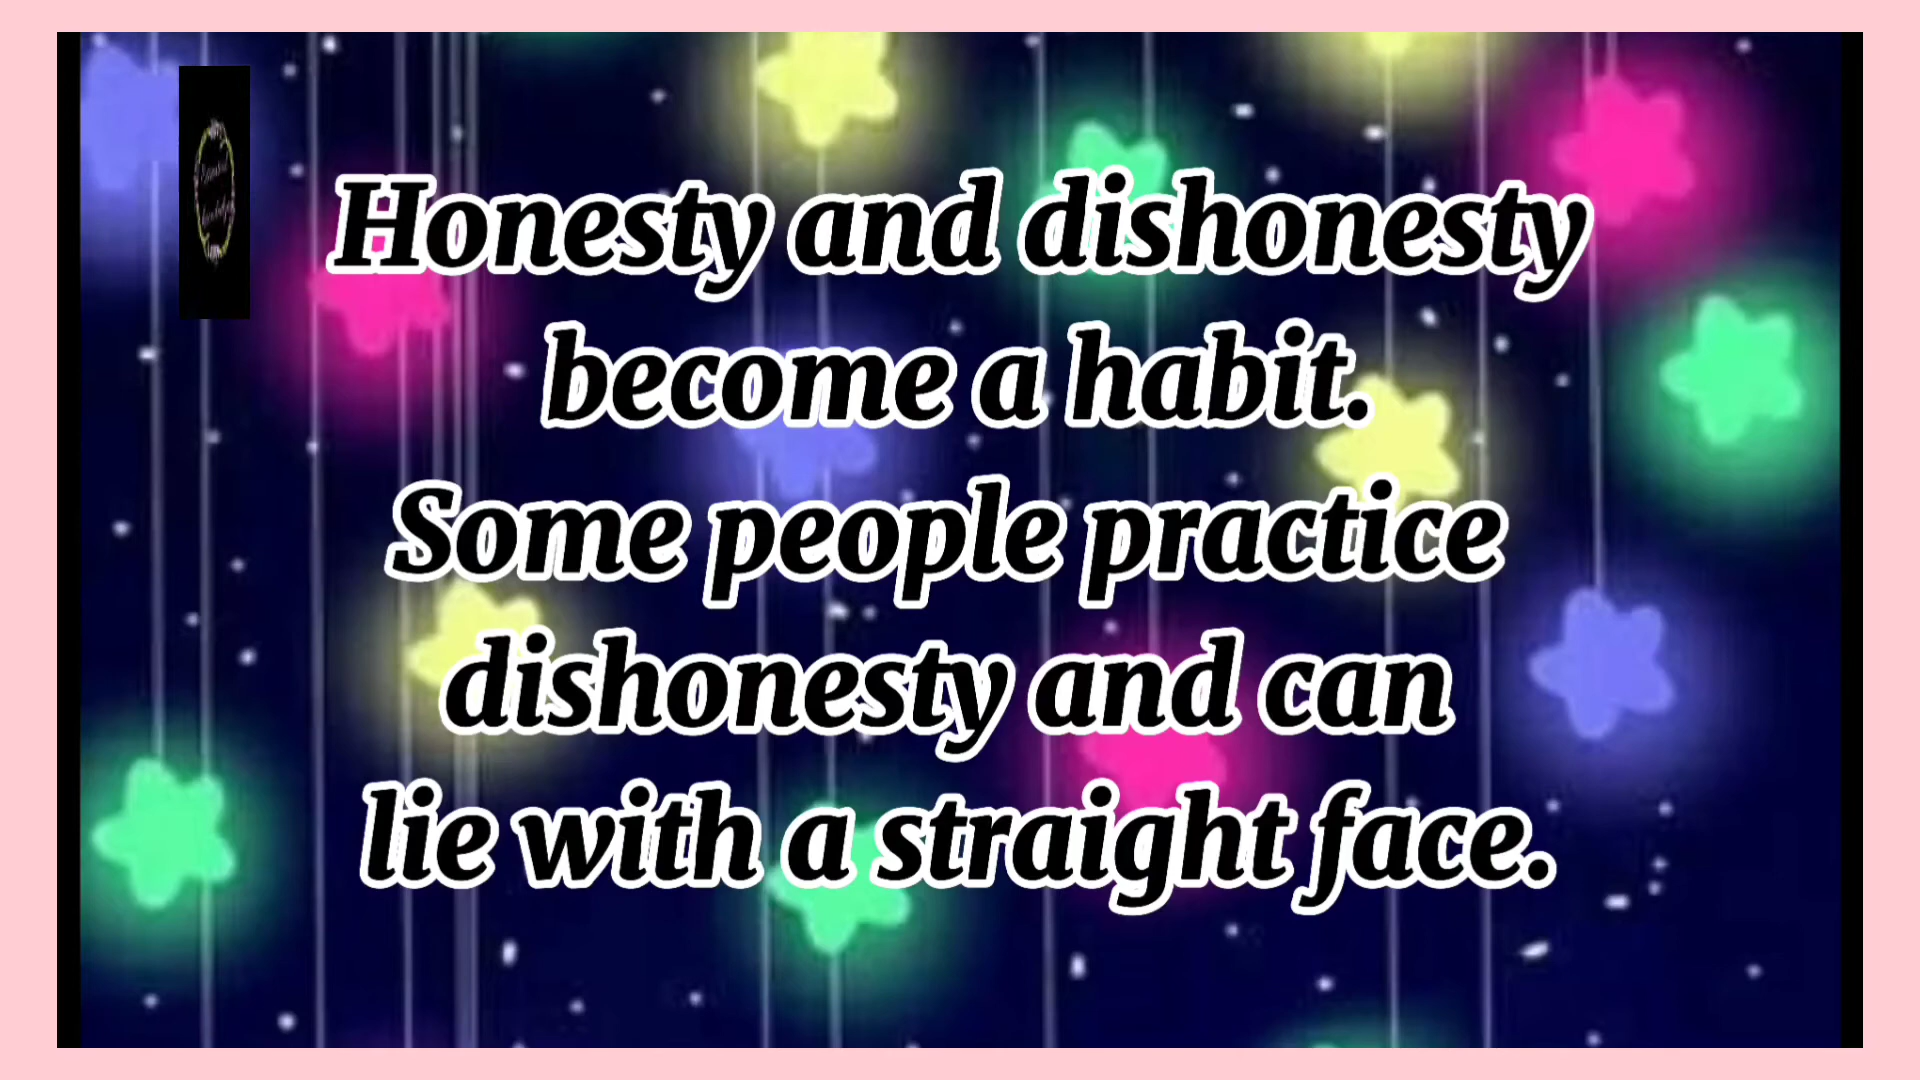 Honesty and dishonesty
become a habit.
Some people practice
dishonesty and can
lie with a straight face.